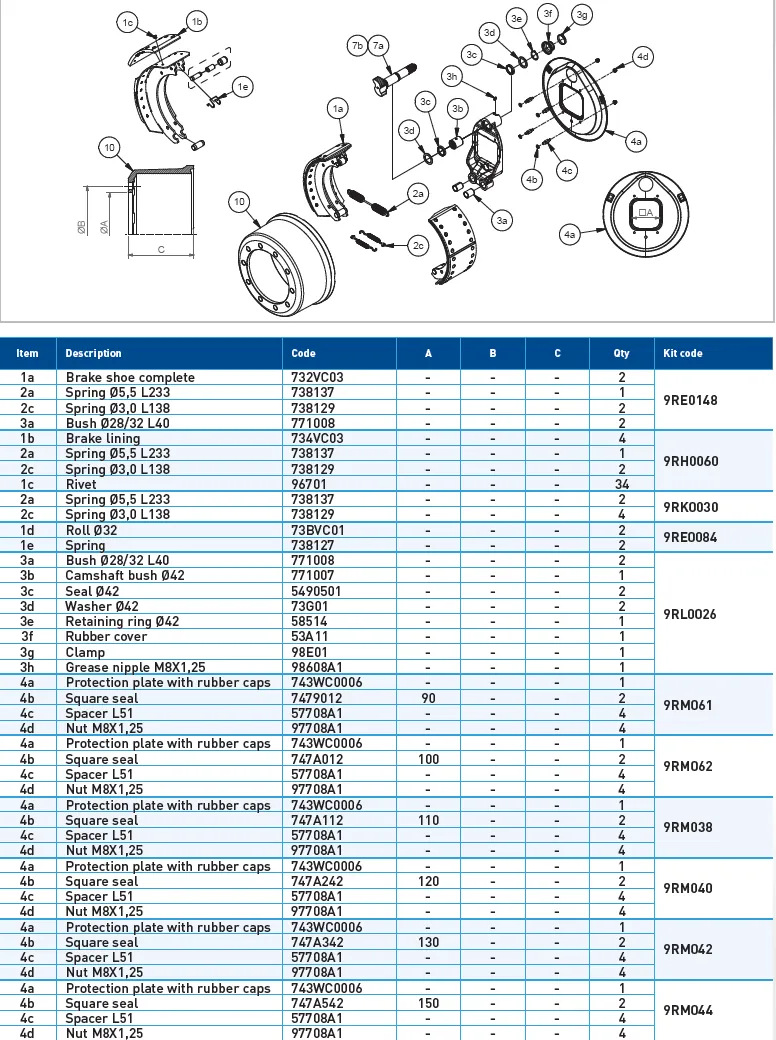 1c
1b
3e
3f
3g
3d
7b
7a
3c
4d
3h
1e
1a
3c
3b
3d
4a
10
4b
4c
2a
10
3a
□A
4a
2c
ØB
ØA
C
Item Description Code A B C Qty Kit code
1a Brake shoe complete 732VC03 - - - 2
2a Spring Ø5,5 L233 738137 - - - 1
9RE0148
2c Spring Ø3,0 L138 738129 - - - 2
3a Bush Ø28/32 L40 771008 - - - 2
1b Brake lining 734VC03 - - - 4
2a Spring Ø5,5 L233 738137 - - - 1
9RH0060
2c Spring Ø3,0 L138 738129 - - - 2
1c Rivet 96701 - - - 34
2a Spring Ø5,5 L233 738137 - - - 2
9RK0030
2c Spring Ø3,0 L138 738129 - - - 4
1d Roll Ø32 73BVC01 - - - 2
9RE0084
1e Spring 738127 - - - 2
3a Bush Ø28/32 L40 771008 - - - 2
3b Camshaft bush Ø42 771007 - - - 1
3c Seal Ø42 5490501 - - - 2
3d Washer Ø42 73G01 - - - 2
9RL0026
3e Retaining ring Ø42 58514 - - - 1
3f Rubber cover 53A11 - - - 1
3g Clamp 98E01 - - - 1
3h Grease nipple M8X1,25 98608A1 - - - 1
4a Protection plate with rubber caps 743WC0006 - - - 1
4b Square seal 7479012 90 - - 2
9RM061
4c Spacer L51 57708A1 - - - 4
4d Nut M8X1,25 97708A1 - - - 4
4a Protection plate with rubber caps 743WC0006 - - - 1
4b Square seal 747A012 100 - - 2
9RM062
4c Spacer L51 57708A1 - - - 4
4d Nut M8X1,25 97708A1 - - - 4
4a Protection plate with rubber caps 743WC0006 - - - 1
4b Square seal 747A112 110 - - 2
9RM038
4c Spacer L51 57708A1 - - - 4
4d Nut M8X1,25 97708A1 - - - 4
4a Protection plate with rubber caps 743WC0006 - - - 1
4b Square seal 747A242 120 - - 2
9RM040
4c Spacer L51 57708A1 - - - 4
4d Nut M8X1,25 97708A1 - - - 4
4a Protection plate with rubber caps 743WC0006 - - - 1
4b Square seal 747A342 130 - - 2
9RM042
4c Spacer L51 57708A1 - - - 4
4d Nut M8X1,25 97708A1 - - - 4
4a Protection plate with rubber caps 743WC0006 - - - 1
4b Square seal 747A542 150 - - 2
9RM044
4c Spacer L51 57708A1 - - - 4
4d Nut M8X1,25 97708A1 - - - 4